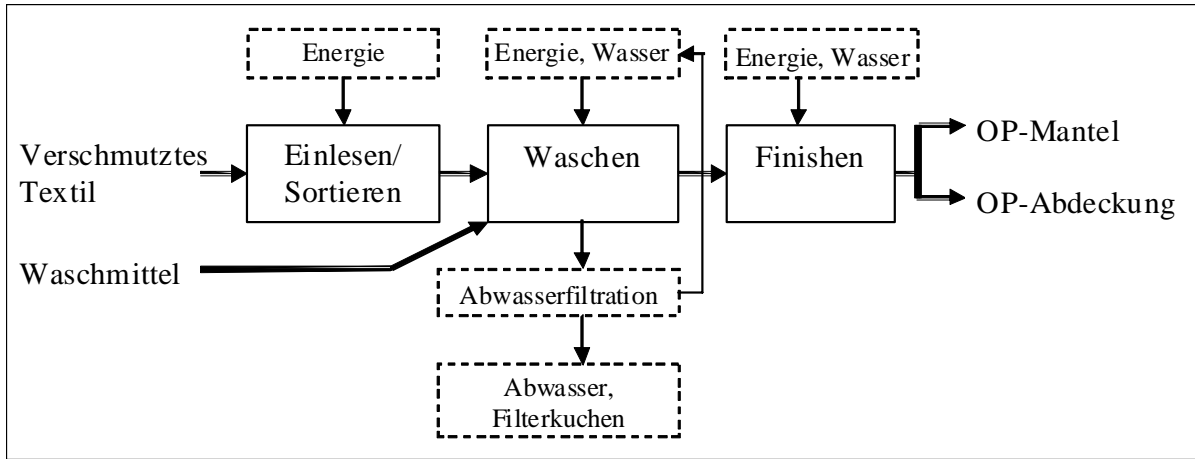 Energie
Energie, Wasser
Energie, Wasser
Verschmutztes
Textil
Einlesen/
Sortieren
Waschen
Finishen
OP-Mantel
OP-Abdeckung
Waschmittel
Abwasserfiltration
Abwasser,
Filterkuchen